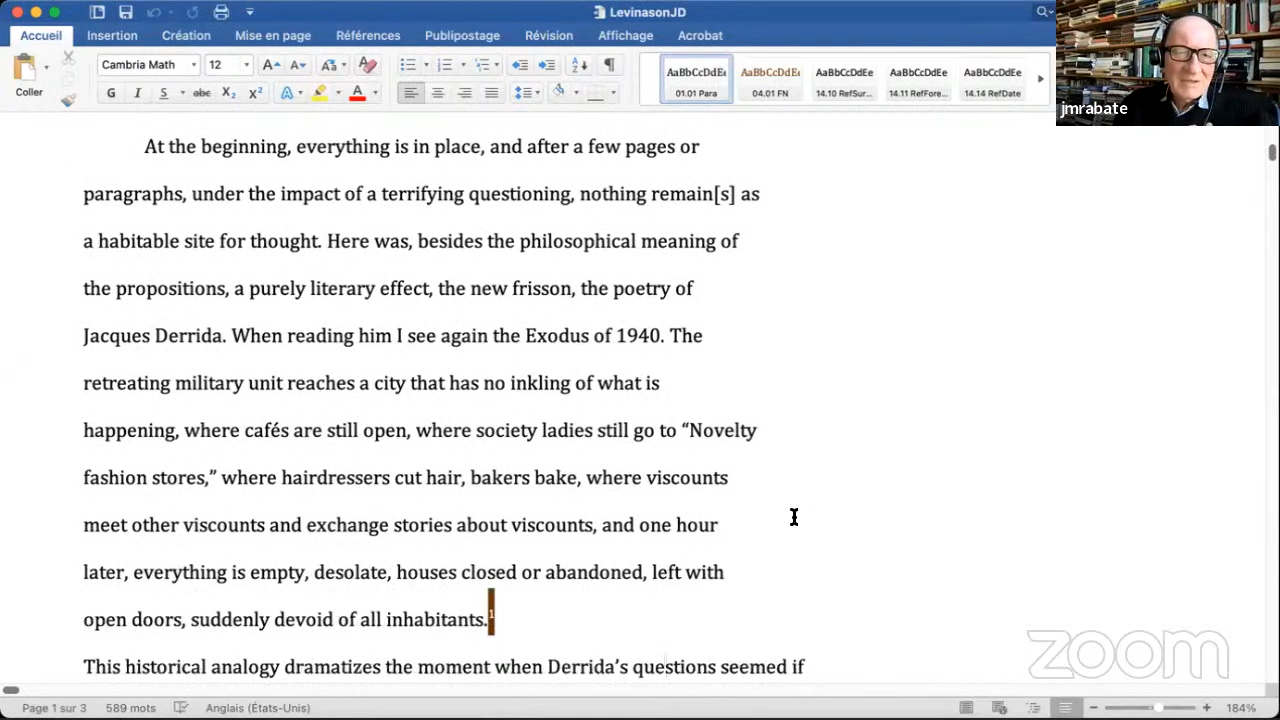 LevinasonJD
Accueil Insertion Création Mise en page Références Publipostage Révision Affichage Acrobat
Coller
Cambria Math 12
AaBbCcDdEe AaBbCcDdEe AaBbCcDdEe AaBbCcDdEe AaBbCcDdEe
01.01 Para 04.01 FN 14.10 RefSur... 14.11 RefFore... 14.14 RefDate
jmrabate
At the beginning, everything is in place, and after a few pages or
paragraphs, under the impact of a terrifying questioning, nothing remain[s] as
a habitable site for thought. Here was, besides the philosophical meaning of
the propositions, a purely literary effect, the new frisson, the poetry of
Jacques Derrida. When reading him I see again the Exodus of 1940. The
retreating military unit reaches a city that has no inkling of what is
happening, where cafés are still open, where society ladies still go to “Novelty
fashion stores,” where hairdressers cut hair, bakers bake, where viscounts
meet other viscounts and exchange stories about viscounts, and one hour
later, everything is empty, desolate, houses closed or abandoned, left with
open doors, suddenly devoid of all inhabitants.1
This historical analogy dramatizes the moment when Derrida’s questions seemed if
zoom
Page 1 sur 3 589 mots Anglais (États-Unis) 184%